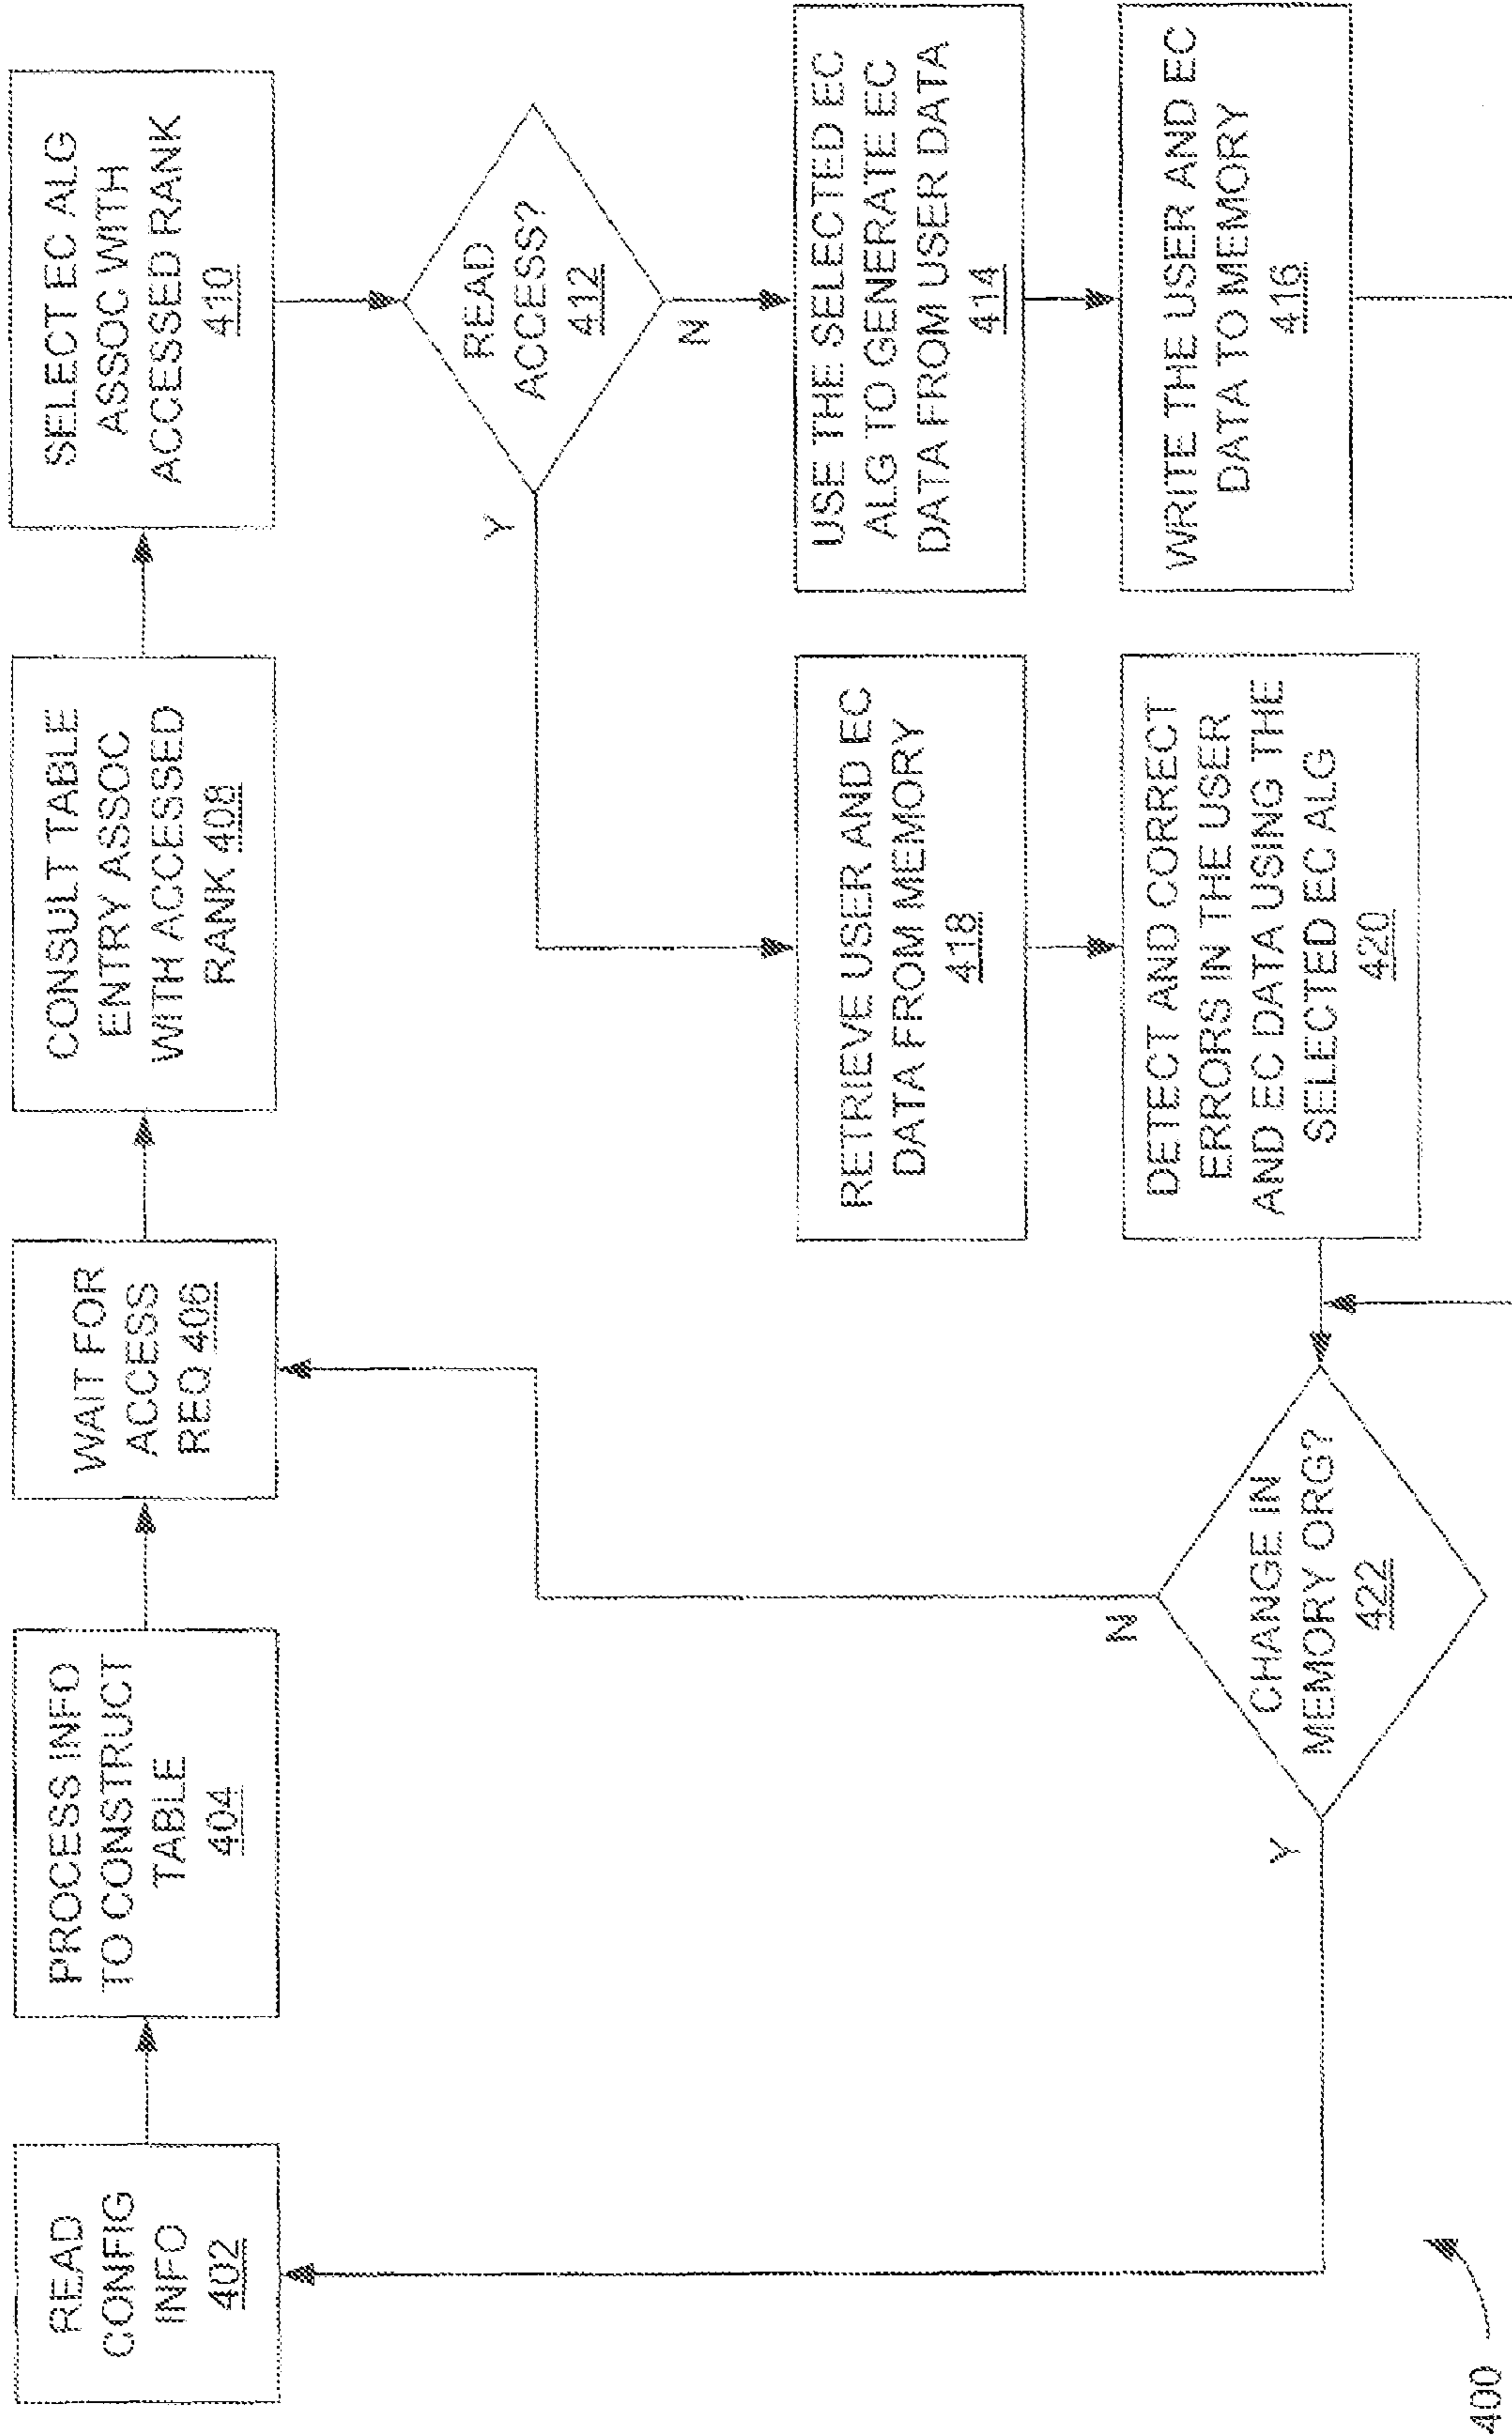 READ
CONFIG
INFO
402
PROCESS INFO
TO CONSTRUCT
TABLE
404
WAIT FOR
ACCESS
REQ 406
CONSULT TABLE
ENTRY ASSOC
WITH ACCESSED
RANK 408
SELECT EC ALG
ASSOC WITH
ACCESSED RANK
410
READ
ACCESS?
412
Y
N
USE THE SELECTED EC
ALG TO GENERATE EC
DATA FROM USER DATA
414
WRITE THE USER AND EC
DATA TO MEMORY
416
RETRIEVE USER AND EC
DATA FROM MEMORY
418
DETECT AND CORRECT
ERRORS IN THE USER
AND EC DATA USING THE
SELECTED EC ALG
420
CHANGE IN
MEMORY ORG?
422
N
Y
400